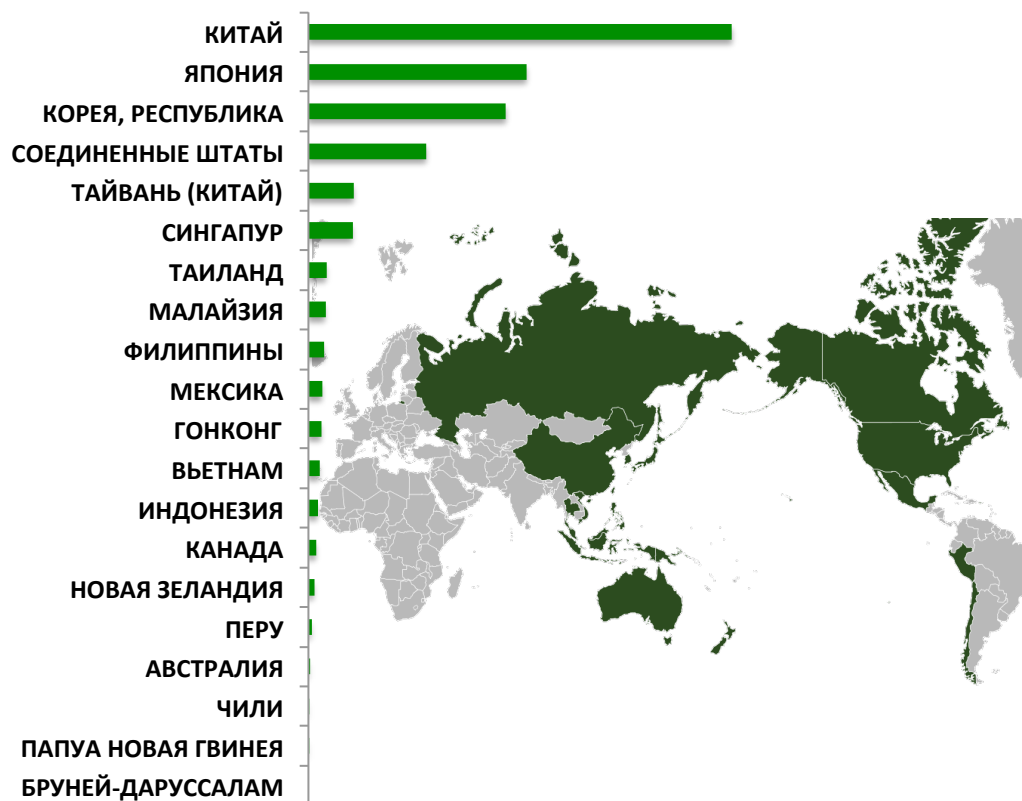 КИТАЙ
ЯПОНИЯ
КОРЕЯ, РЕСПУБЛИКА
СОЕДИНЕННЫЕ ШТАТЫ
ТАЙВАНЬ (КИТАЙ)
СИНГАПУР
ТАИЛАНД
МАЛАЙЗИЯ
ФИЛИППИНЫ
МЕКСИКА
ГОНКОНГ
ВЬЕТНАМ
ИНДОНЕЗИЯ
КАНАДА
НОВАЯ ЗЕЛАНДИЯ
ПЕРУ
АВСТРАЛИЯ
ЧИЛИ
ПАПУА НОВАЯ ГВИНЕЯ
БРУНЕЙ-ДАРУССАЛАМ